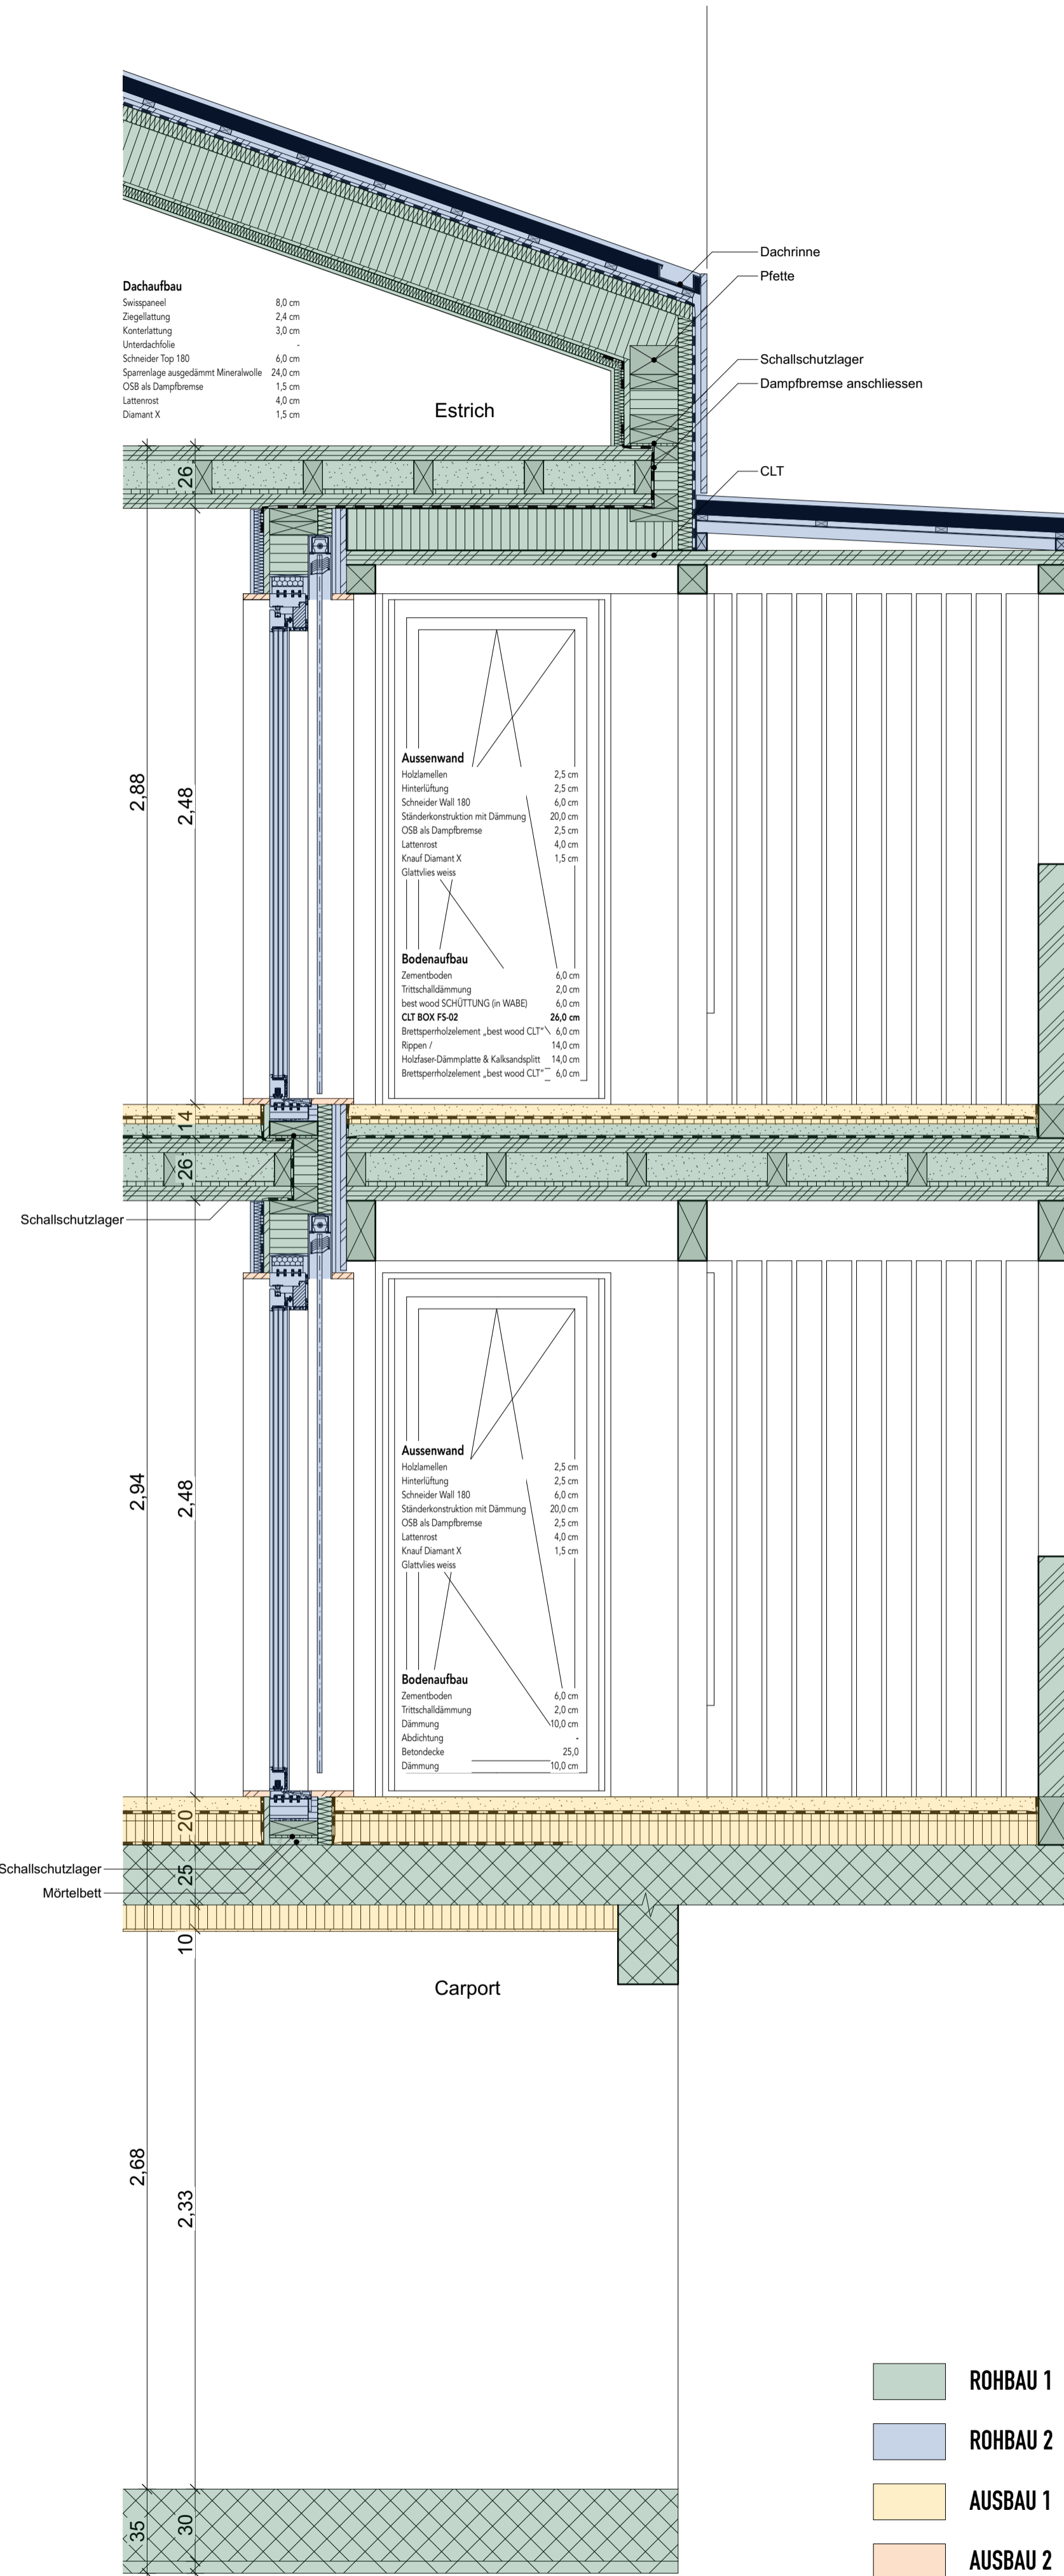 Dachrinne
Pfette
Dachaufbau
Swisspaneel 8,0 cm
Ziegellattung 2,4 cm
Konterlattung 3,0 cm
Unterdachfolie -
Schneider Top 180 6,0 cm
Sparrenlage ausgedämmt Mineralwolle 24,0 cm
OSB als Dampfbremse 1,5 cm
Lattenrost 4,0 cm
Diamant X 1,5 cm
Schallschutzlager
Dampfbremse anschliessen
Estrich
CLT
26
2,88
2,48
Aussenwand
Holzlamellen 2,5 cm
Hinterlüftung 2,5 cm
Schneider Wall 180 6,0 cm
Ständerkonstruktion mit Dämmung 20,0 cm
OSB als Dampfbremse 2,5 cm
Lattenrost 4,0 cm
Knauf Diamant X 1,5 cm
Glattvlies weiss
Bodenaufbau
Zementboden 6,0 cm
Trittschalldämmung 2,0 cm
best wood SCHÜTTUNG (in WABE) 6,0 cm
CLT BOX FS-02 26,0 cm
Brettsperrholzelement „best wood CLT" 6,0 cm
Rippen / 14,0 cm
Holzfaser-Dämmplatte & Kalksandsplitt 14,0 cm
Brettsperrholzelement „best wood CLT" 6,0 cm
14
26
Schallschutzlager
2,94
2,48
Aussenwand
Holzlamellen 2,5 cm
Hinterlüftung 2,5 cm
Schneider Wall 180 6,0 cm
Ständerkonstruktion mit Dämmung 20,0 cm
OSB als Dampfbremse 2,5 cm
Lattenrost 4,0 cm
Knauf Diamant X 1,5 cm
Glattvlies weiss
Bodenaufbau
Zementboden 6,0 cm
Trittschalldämmung 2,0 cm
Dämmung 10,0 cm
Abdichtung -
Betondecke 25,0
Dämmung 10,0 cm
20
Schallschutzlager
25
Mörtelbett
10
Carport
2,68
2,33
35
30
ROHBAU 1
ROHBAU 2
AUSBAU 1
AUSBAU 2